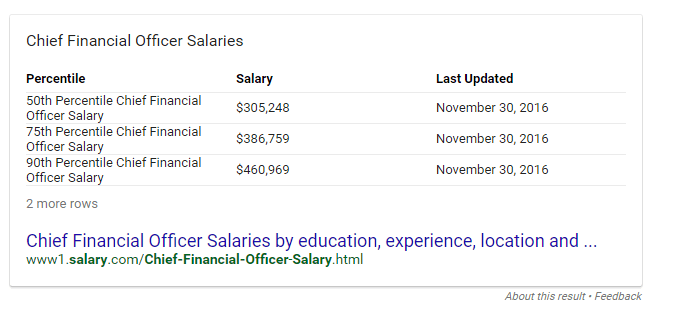 Chief Financial Officer Salaries
Percentile Salary Last Updated
50th Percentile Chief Financial
Officer Salary $305,248 November 30, 2016
75th Percentile Chief Financial
Officer Salary $386,759 November 30, 2016
90th Percentile Chief Financial
Officer Salary $460,969 November 30, 2016
2 more rows
Chief Financial Officer Salaries by education, experience, location and ...
www1.salary.com/Chief-Financial-Officer-Salary.html
About this result • Feedback